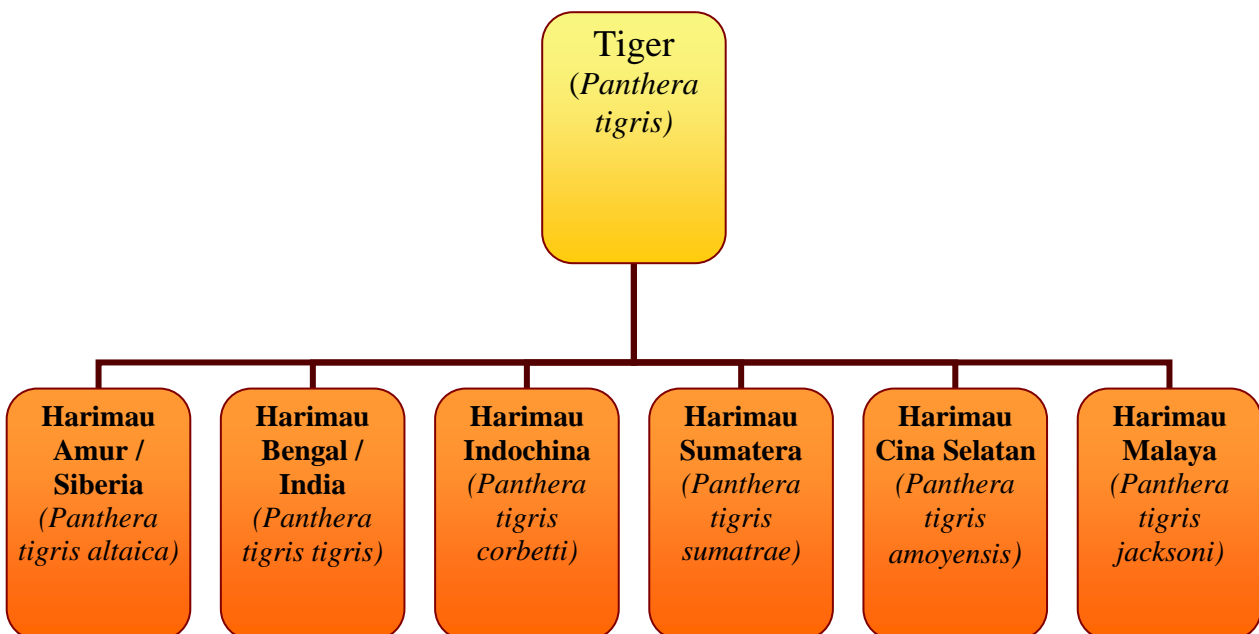 Tiger
(Panthera
tigris)
Harimau
Amur /
Siberia
(Panthera
tigris altaica)
Harimau
Bengal /
India
(Panthera
tigris tigris)
Harimau
Indochina
(Panthera
tigris
corbetti)
Harimau
Sumatera
(Panthera
tigris
sumatrae)
Harimau
Cina Selatan
(Panthera
tigris
amoyensis)
Harimau
Malaya
(Panthera
tigris
jacksoni)